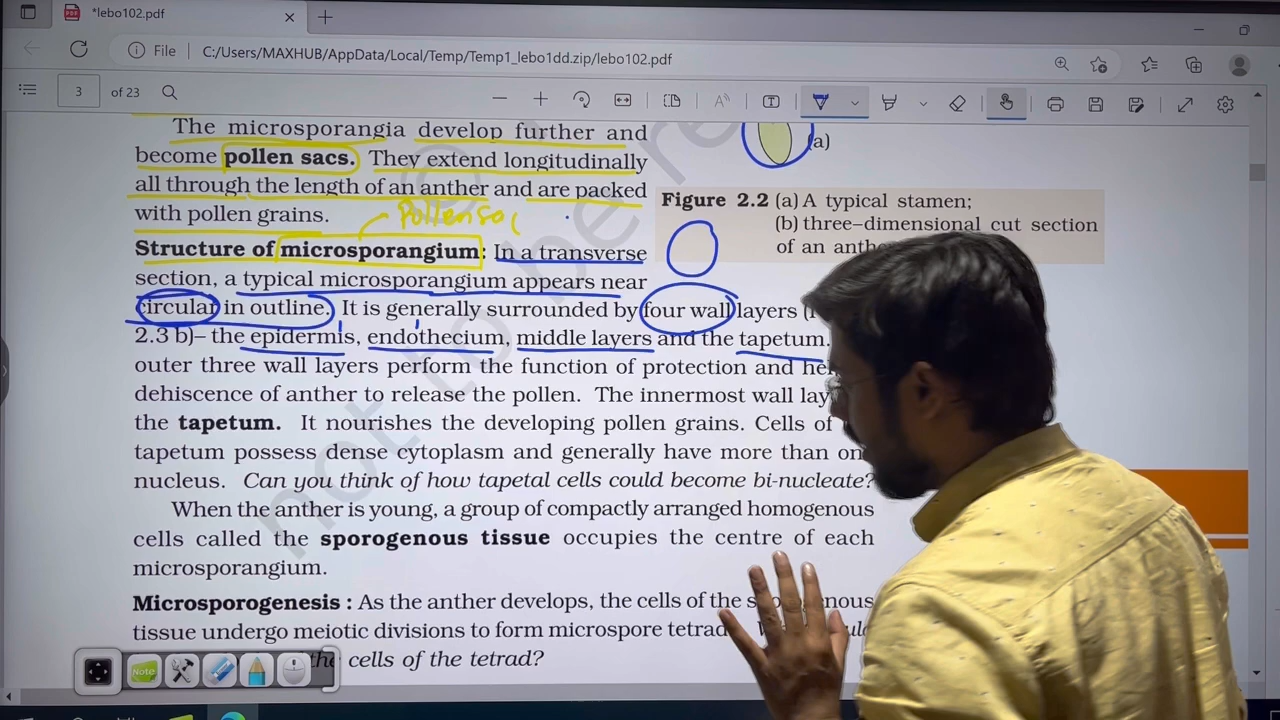 *lebo102.pdf
File C:/Users/MAXHUB/AppData/Local/Temp/Temp1_lebo1dd.zip/lebo102.pdf
3 of 23
The microsporangia develop further and
become pollen sacs. They extend longitudinally
all through the length of an anther and are packed
with pollen grains.
(a)
Figure 2.2 (a) A typical stamen;
(b) three–dimensional cut section
of an anthe
Structure of microsporangium: In a transverse
section, a typical microsporangium appears near
circular in outline. It is generally surrounded by four wall layers
2.3 b)– the epidermis, endothecium, middle layers and the tapetum.
outer three wall layers perform the function of protection and
dehiscence of anther to release the pollen. The innermost wall
the tapetum. It nourishes the developing pollen grains. Cells of
tapetum possess dense cytoplasm and generally have more than
nucleus. Can you think of how tapetal cells could become bi-nucleate?
When the anther is young, a group of compactly arranged homogenous
cells called the sporogenous tissue occupies the centre of each
microsporangium.
Microsporogenesis : As the anther develops, the cells of the
tissue undergo meiotic divisions to form microspore
the cells of the tetrad?
Note
not to be re